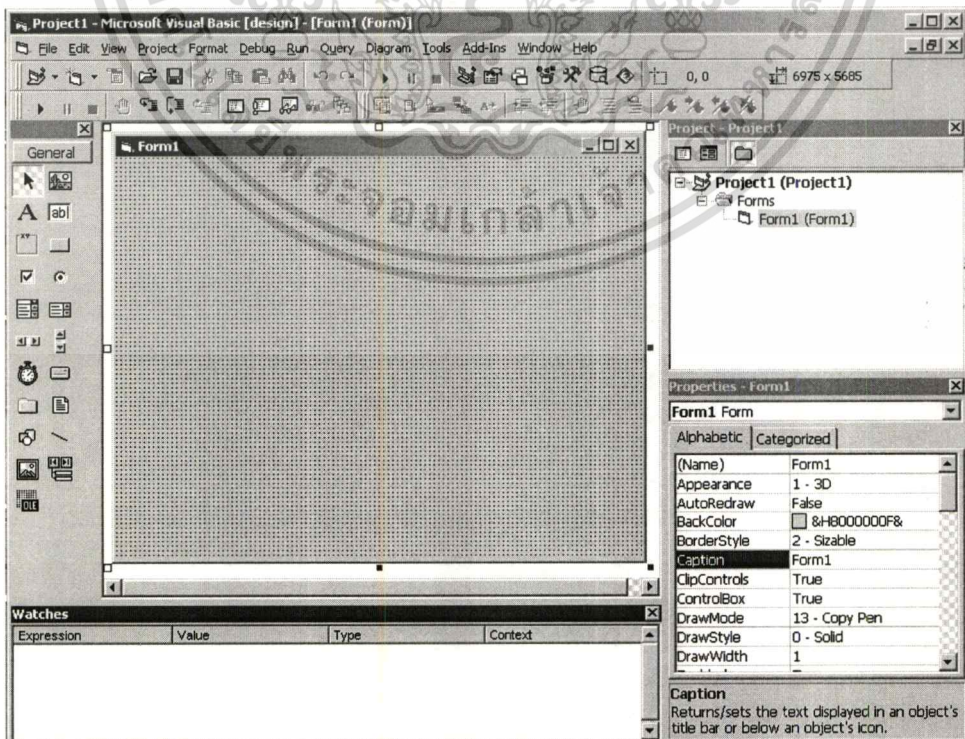 Project1 - Microsoft Visual Basic [design] - [Form1 (Form)]
File Edit View Project Format Debug Run Query Diagram Tools Add-Ins Window Help
0, 0
6975 x 5685
General
Form1
Project - Project1
Project1 (Project1)
Forms
Form1 (Form1)
A
ab|
OLE
Properties - Form1
Form1 Form
Alphabetic Categorized
(Name) Form1
Appearance 1 - 3D
AutoRedraw False
BackColor &H8000000F&
BorderStyle 2 - Sizable
Caption Form1
ClipControls True
ControlBox True
DrawMode 13 - Copy Pen
DrawStyle 0 - Solid
DrawWidth 1
Caption
Returns/sets the text displayed in an object's
title bar or below an object's icon.
Watches
Expression Value Type Context